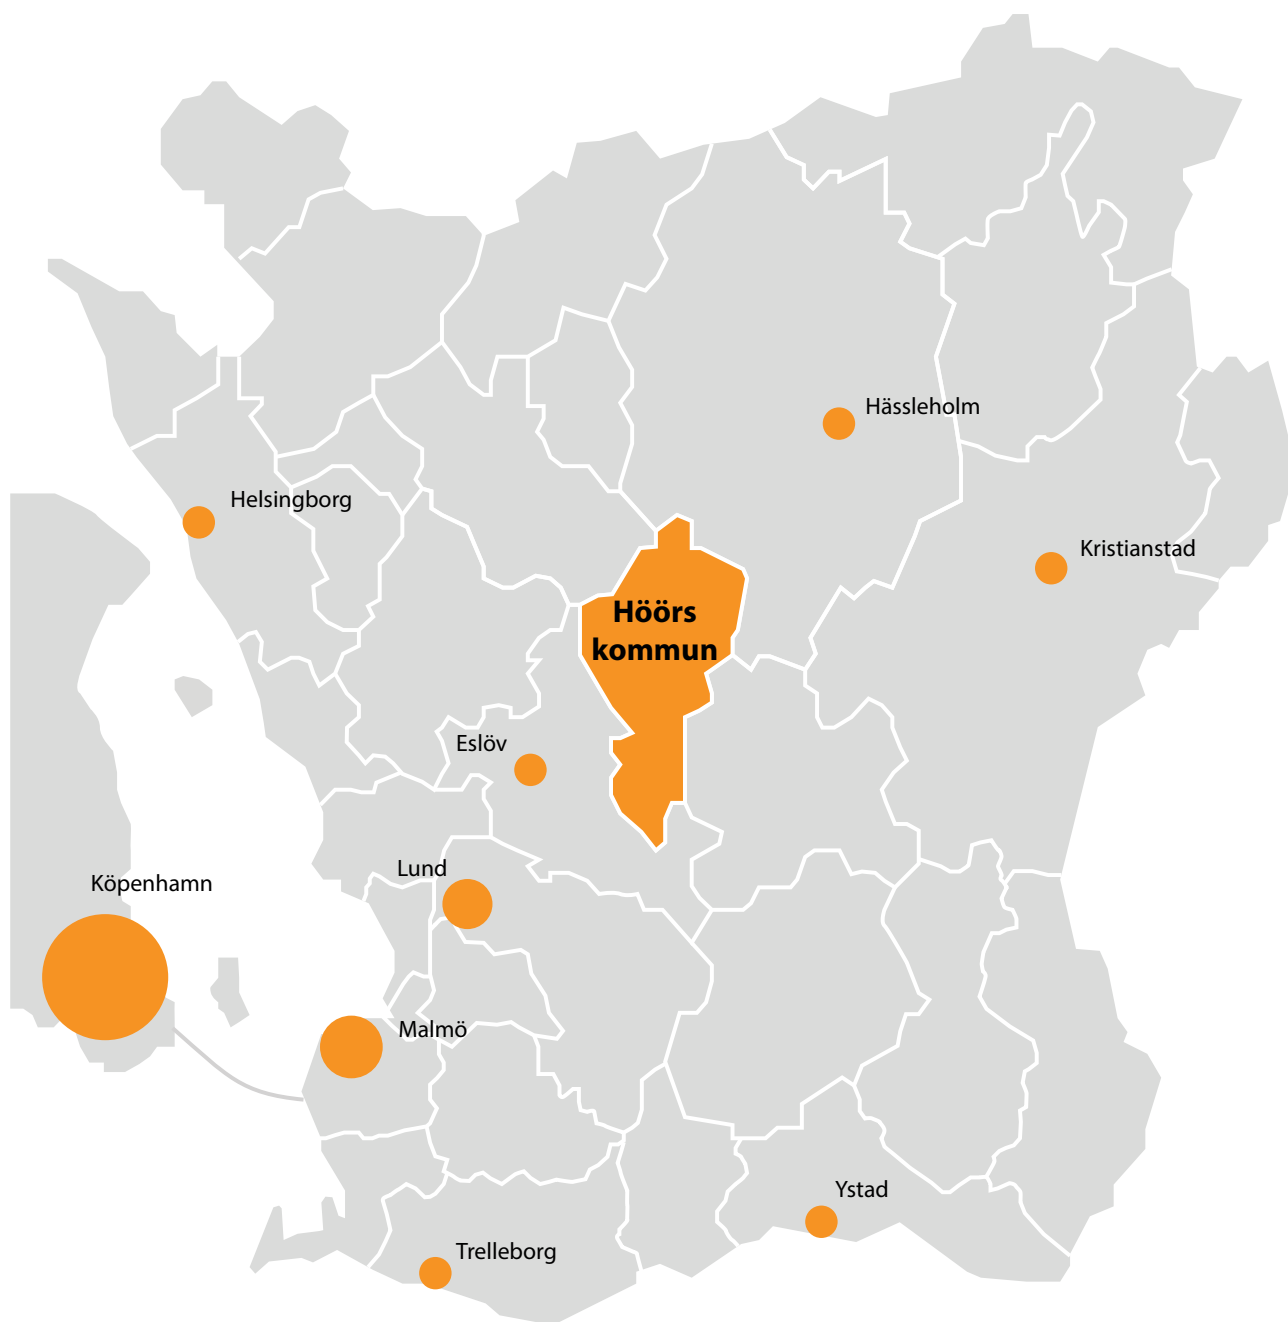 Hässleholm
Helsingborg
Kristianstad
Höörs
kommun
Eslöv
Lund
Köpenhamn
Malmö
Ystad
Trelleborg